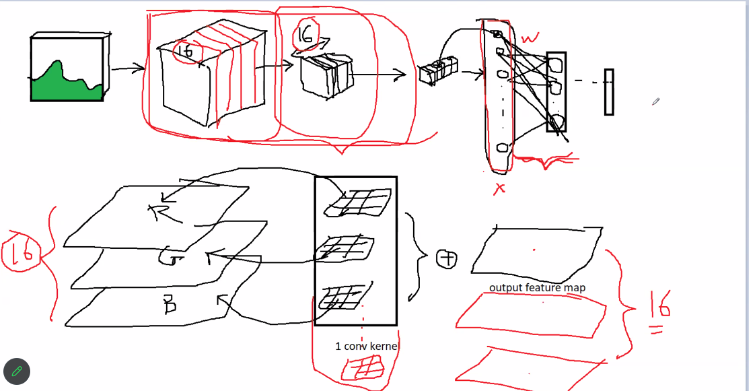 16
16
W
X
R
16
G
B
+
output feature map
16
1 conv kernel